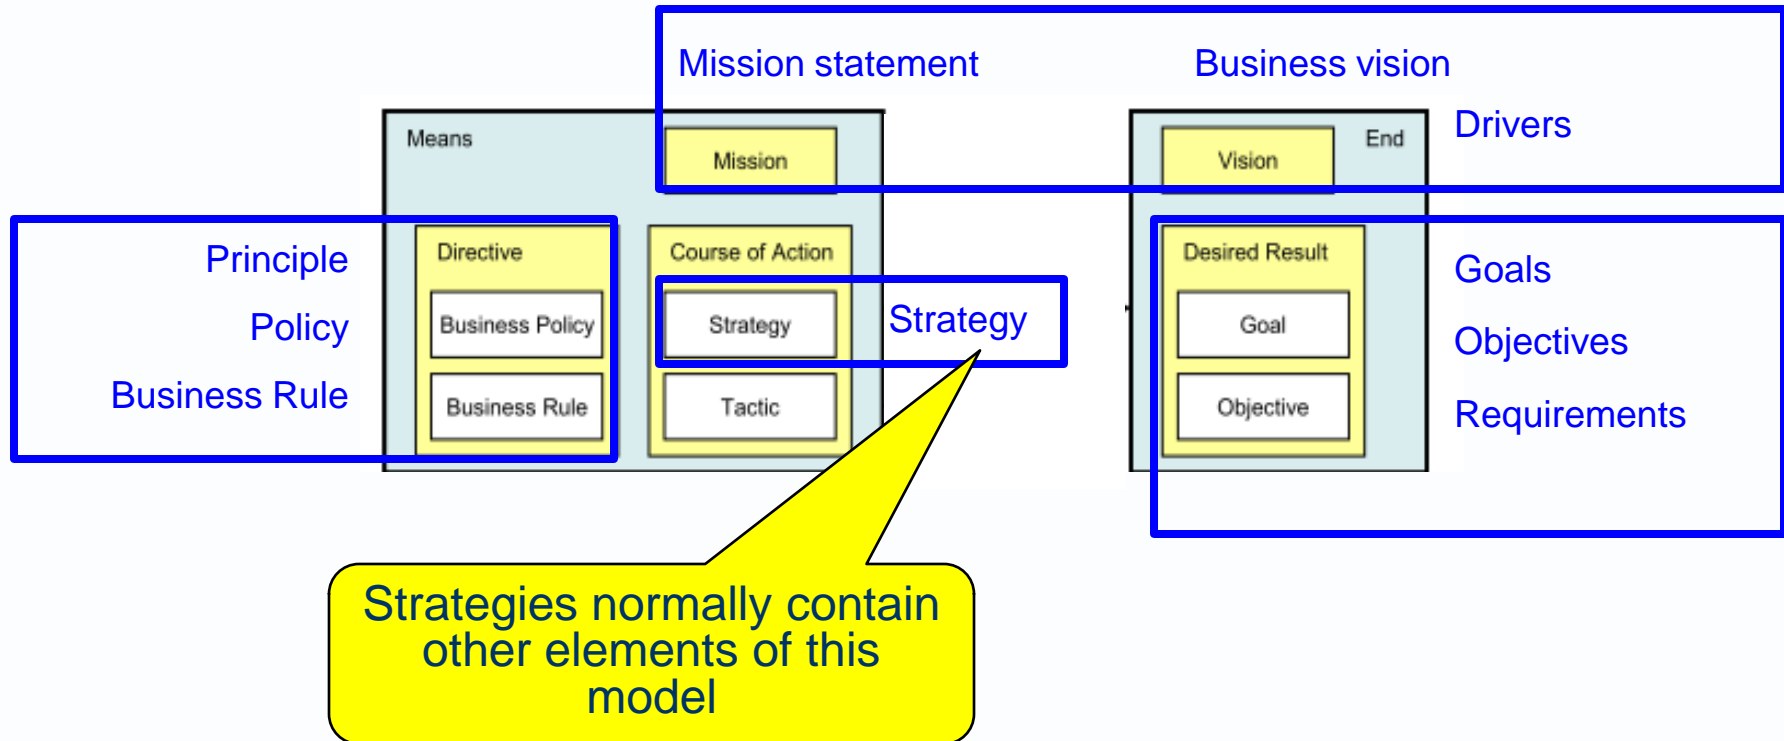 Mission statement
Business vision
Drivers
Means
Mission
Vision
End
Principle
Policy
Business Rule
Directive
Business Policy
Business Rule
Course of Action
Strategy
Tactic
Strategy
Desired Result
Goal
Objective
Goals
Objectives
Requirements
Strategies normally contain
other elements of this
model